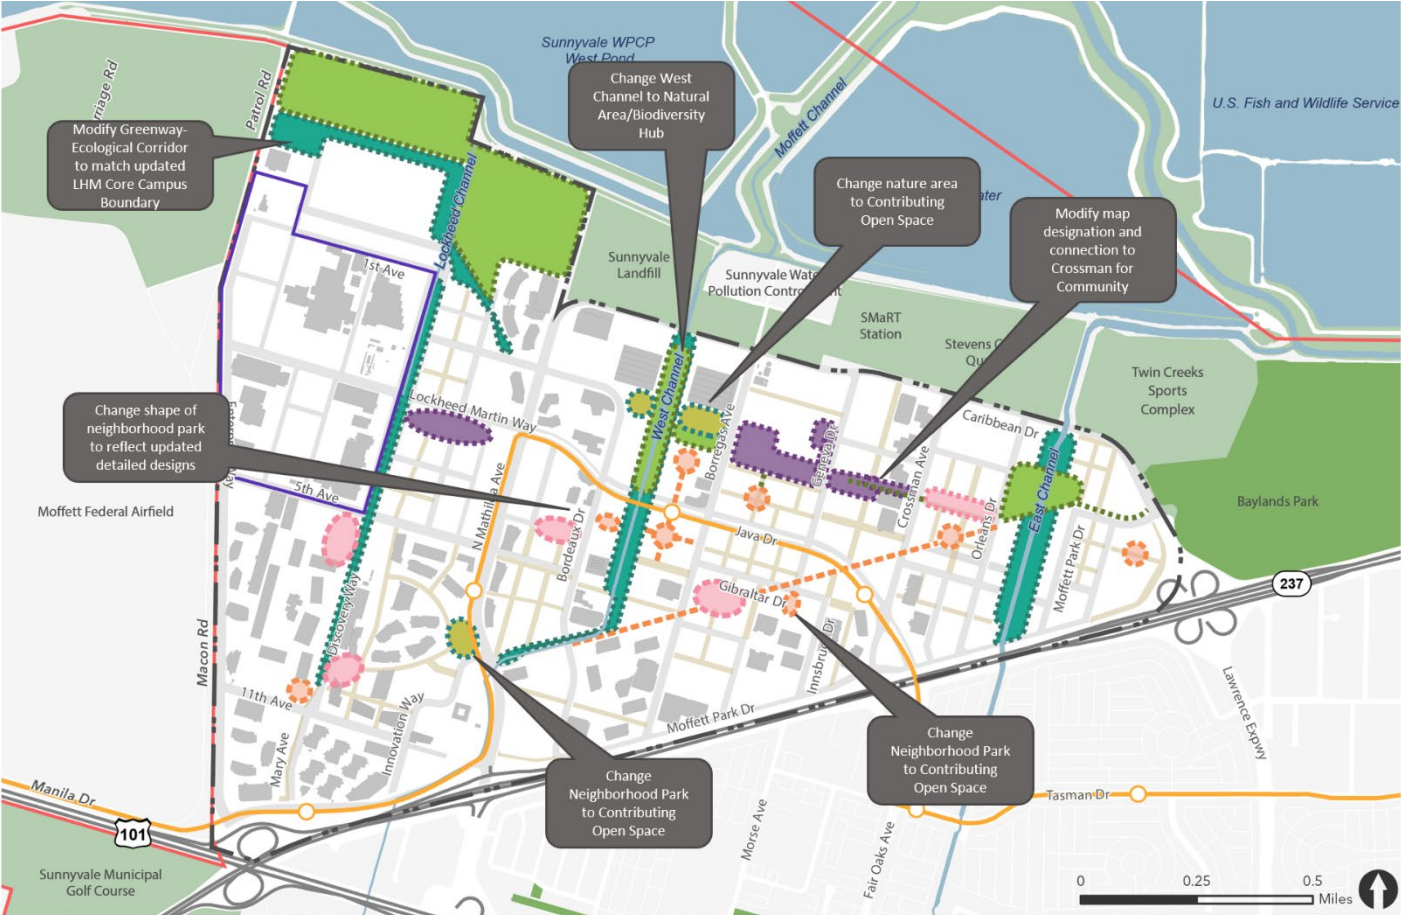 Sunnyvale WPCP
West Pond
Change West
Channel to Natural
Area/Biodiversity
Hub
Moffett Channel
U.S. Fish and Wildlife Service
Patrol Rd
Modify Greenway-
Ecological Corridor
to match updated
LHM Core Campus
Boundary
Lockheed Channel
Change nature area
to Contributing
Open Space
Modify map
designation and
connection to
Crossman for
Community
Sunnyvale
Landfill
Sunnyvale
Pollution
1st Ave
SMaRT
Station
Stevens
Twin Creeks
Sports
Complex
West Channel
Change shape of
neighborhood park
to reflect updated
detailed designs
Lockheed Martin Way
Borregas Ave
Geneva Dr
Caribbean Dr
Crossman Ave
East Channel
Baylands Park
Moffett Federal Airfield
5th Ave
N Mathilda Ave
Bordeaux Dr
Java Dr
Orleans Dr
Moffett Park Dr
237
Discovery Way
Gibraltar Dr
Macon Rd
Innsbruck Dr
11th Ave
Innovation Way
Moffett Park Dr
Lawrence Expwy
Mary Ave
Change
Neighborhood Park
to Contributing
Open Space
Change
Neighborhood Park
to Contributing
Open Space
Manila Dr
101
Tasman Dr
Morse Ave
Fair Oaks Ave
Sunnyvale Municipal
Golf Course
0
0.25
0.5
Miles